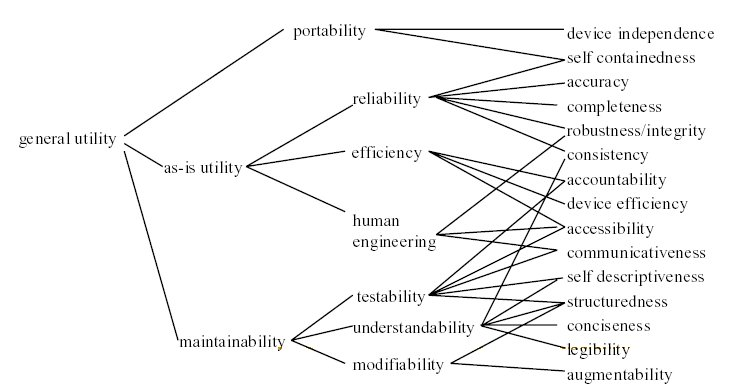 portability
device independence
self containedness
reliability
accuracy
completeness
general utility
robustness/integrity
as-is utility
efficiency
consistency
accountability
device efficiency
human
engineering
accessibility
communicativeness
testability
self descriptiveness
structuredness
maintainability
understandability
conciseness
legibility
modifiability
augmentability